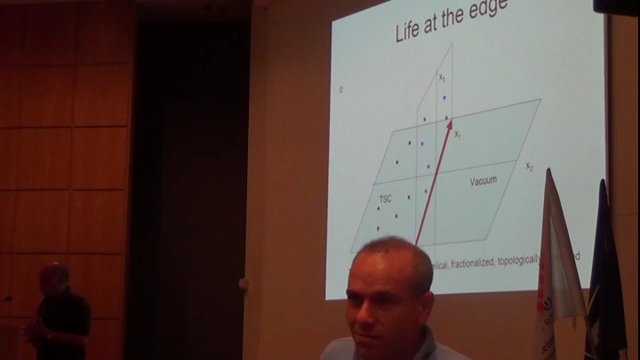 Life at the edge
x3
x1
x2
TSC
Vacuum
fractionalized, topologically